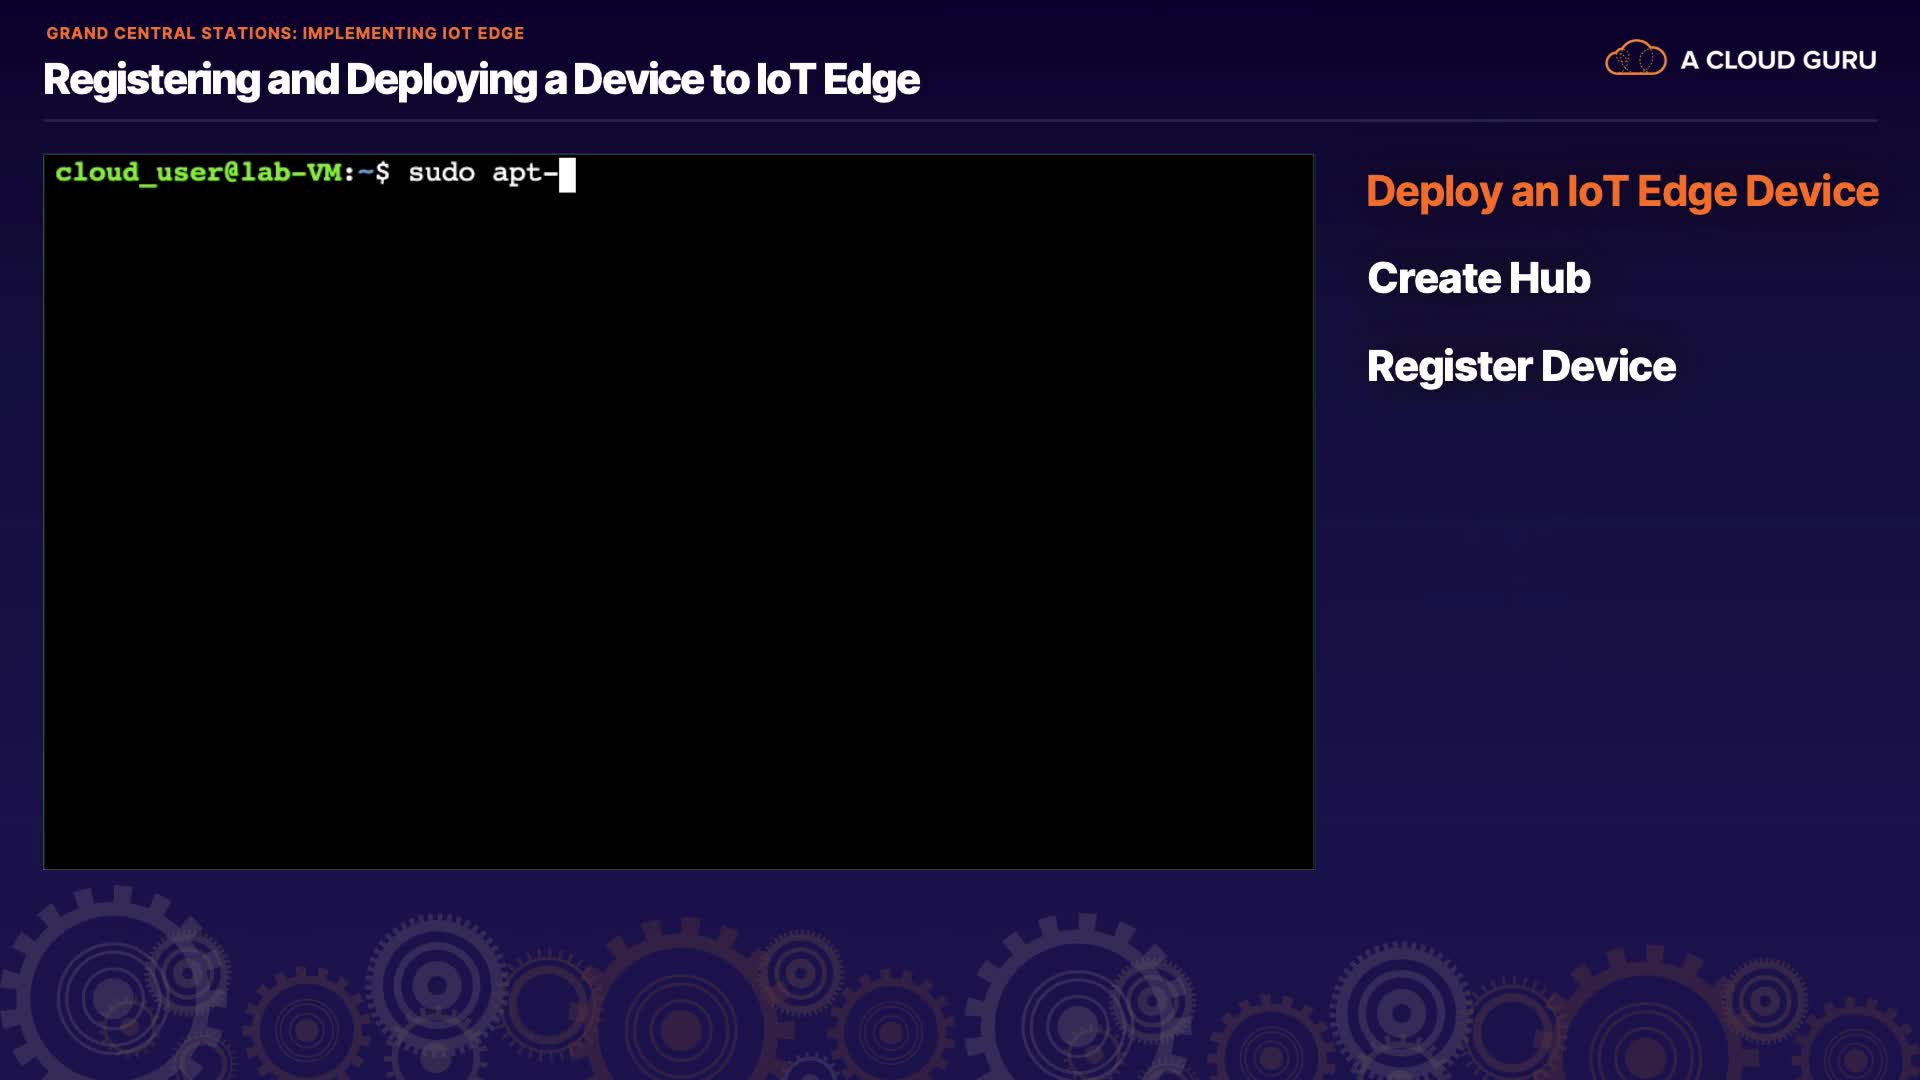 GRAND CENTRAL STATIONS: IMPLEMENTING IOT EDGE
Registering and Deploying a Device to IoT Edge
A CLOUD GURU
cloud_user@lab-VM:~$ sudo apt-
Deploy an IoT Edge Device
Create Hub
Register Device